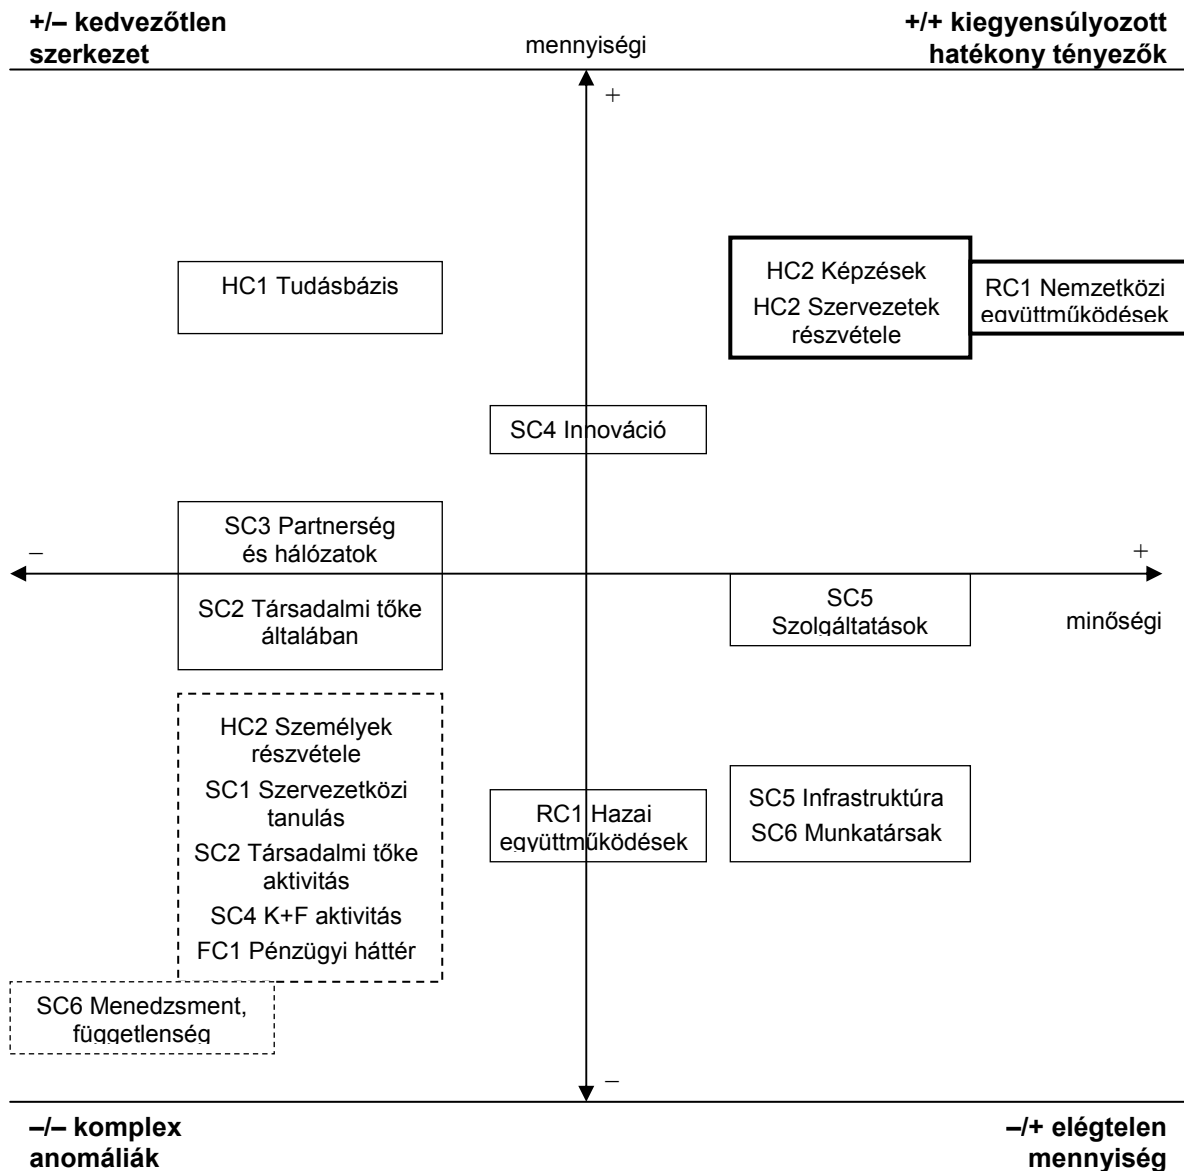 +/– kedvezőtlen
szerkezet
mennyiségi
+/+ kiegyensúlyozott
hatékony tényezők
+
HC1 Tudásbázis
HC2 Képzések
HC2 Szervezetek
részvétele
RC1 Nemzetközi
együttműködések
SC4 Innováció
SC3 Partnerség
és hálózatok
–
+
SC2 Társadalmi tőke
általában
SC5
Szolgáltatások
minőségi
HC2 Személyek
részvétele
SC1 Szervezetközi
tanulás
SC2 Társadalmi tőke
aktivitás
SC4 K+F aktivitás
FC1 Pénzügyi háttér
RC1 Hazai
együttműködések
SC5 Infrastruktúra
SC6 Munkatársak
SC6 Menedzsment,
függetlenség
–
–/– komplex
anomáliák
–/+ elégtelen
mennyiség